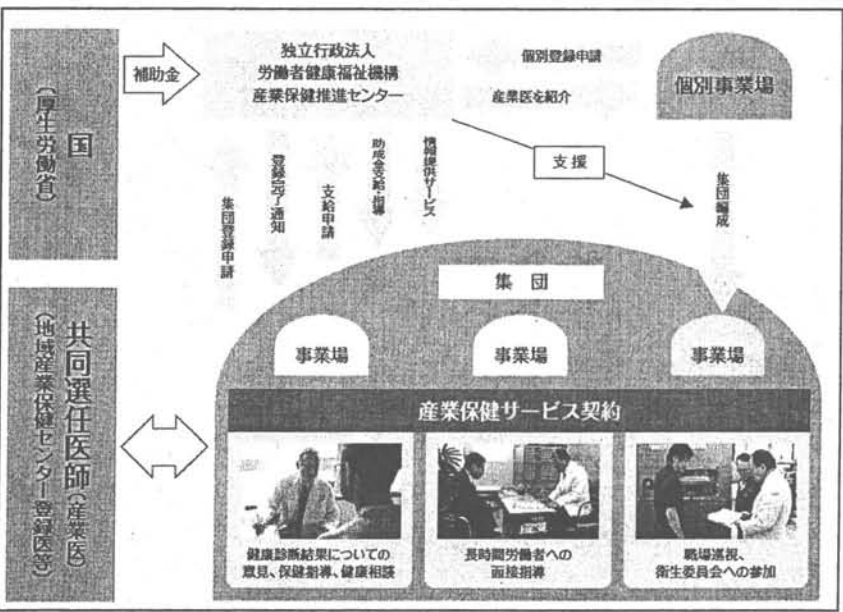 国
（厚生労働省）
補助金
独立行政法人
労働者健康福祉機構
産業保健推進センター
個別登録申請
産業医を紹介
個別事業場
集団登録申請
登録完了通知
支給申請
助成金支給・指導
情報提供サービス
支援
集団編成
集団
事業場
事業場
事業場
共同選任医師（産業医）
（地域産業保健センター登録医等）
産業保健サービス契約
健康診断結果についての
意見、保健指導、健康相談
長時間労働者への
面接指導
職場巡視、
衛生委員会への参加